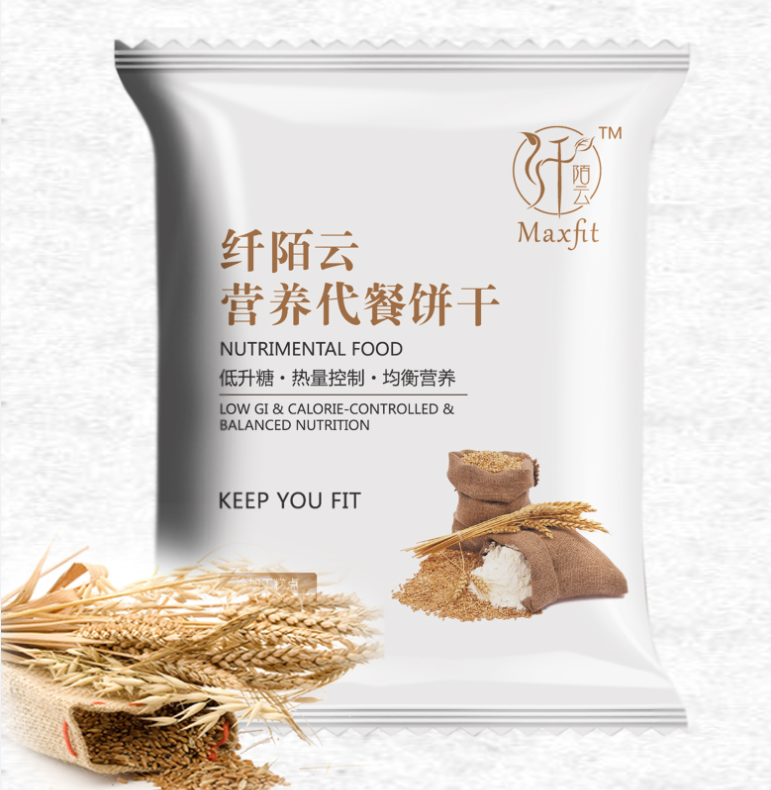 纤陌云
TM
Maxfit
纤陌云
营养代餐饼干
NUTRIMENTAL FOOD
低升糖·热量控制·均衡营养
LOW GI & CALORIE-CONTROLLED &
BALANCED NUTRITION
KEEP YOU FIT